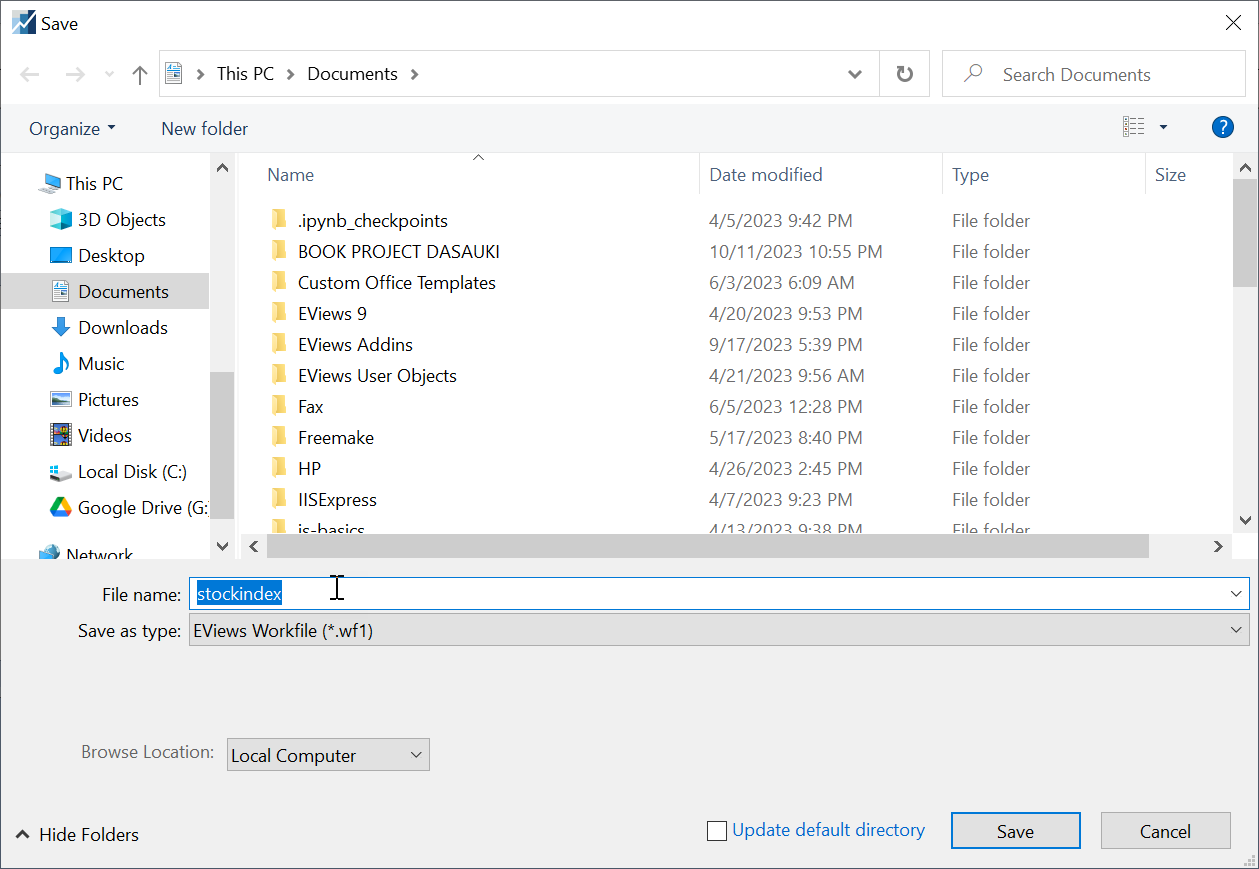 Save
This PC Documents
Search Documents
Organize New folder
?
Name Date modified Type Size
This PC
3D Objects
Desktop
Documents
Downloads
Music
Pictures
Videos
Local Disk (C:)
Google Drive (G:
Network
.ipynb_checkpoints 4/5/2023 9:42 PM File folder
BOOK PROJECT DASAUKI 10/11/2023 10:55 PM File folder
Custom Office Templates 6/3/2023 6:09 AM File folder
EViews 9 4/20/2023 9:53 PM File folder
EViews Addins 9/17/2023 5:39 PM File folder
EViews User Objects 4/21/2023 9:56 AM File folder
Fax 6/5/2023 12:28 PM File folder
Freemake 5/17/2023 8:40 PM File folder
HP 4/26/2023 2:45 PM File folder
IISExpress 4/7/2023 9:23 PM File folder
js-basics 4/13/2023 9:38 PM File folder
File name: stockindex
Save as type: EViews Workfile (*.wf1)
Browse Location: Local Computer
Hide Folders
Update default directory
Save
Cancel